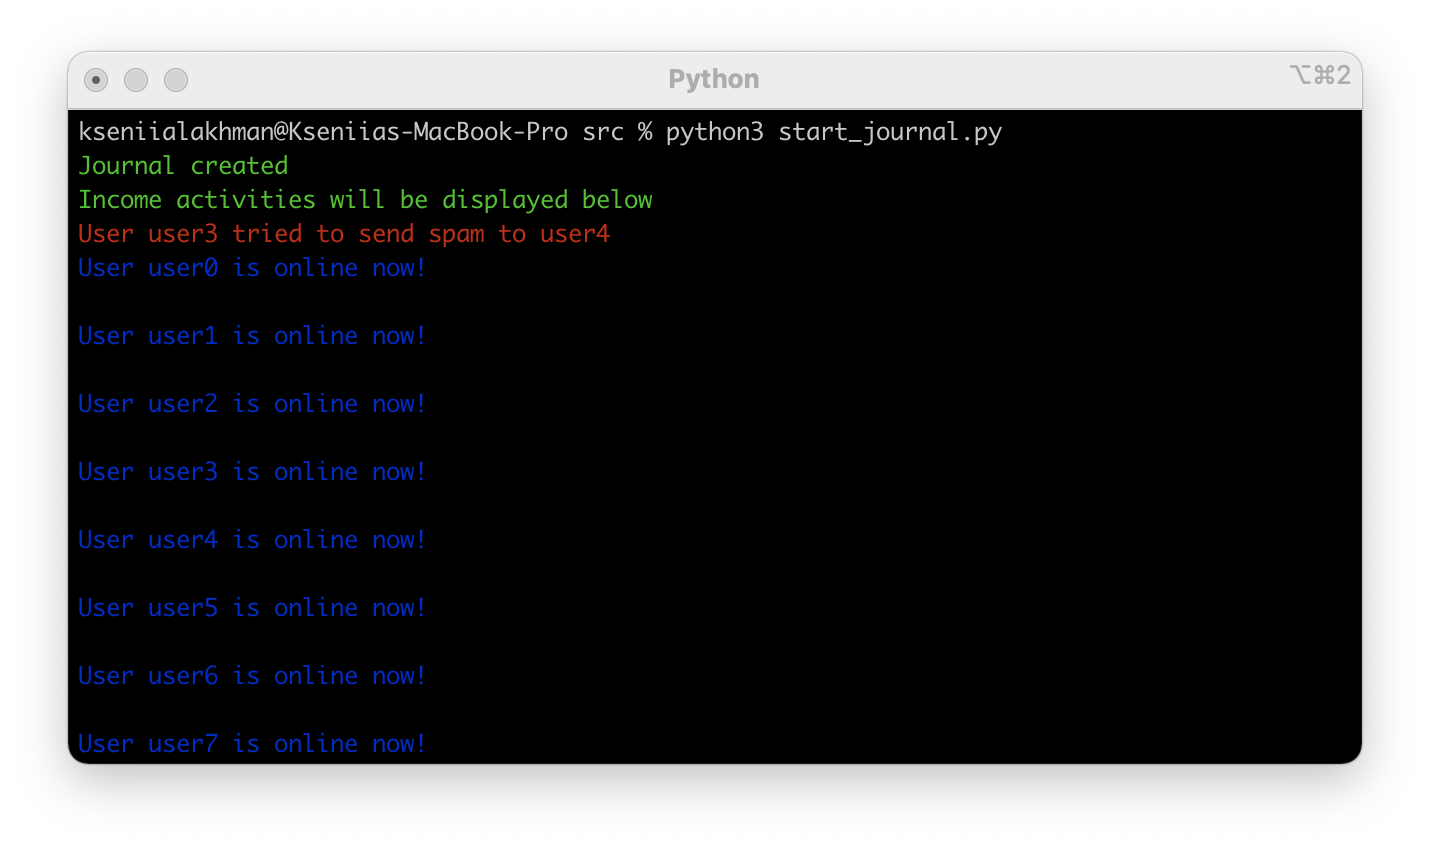 Python
⌥⌘2
kseniialakhman@Kseniias-MacBook-Pro src % python3 start_journal.py
Journal created
Income activities will be displayed below
User user3 tried to send spam to user4
User user0 is online now!
User user1 is online now!
User user2 is online now!
User user3 is online now!
User user4 is online now!
User user5 is online now!
User user6 is online now!
User user7 is online now!